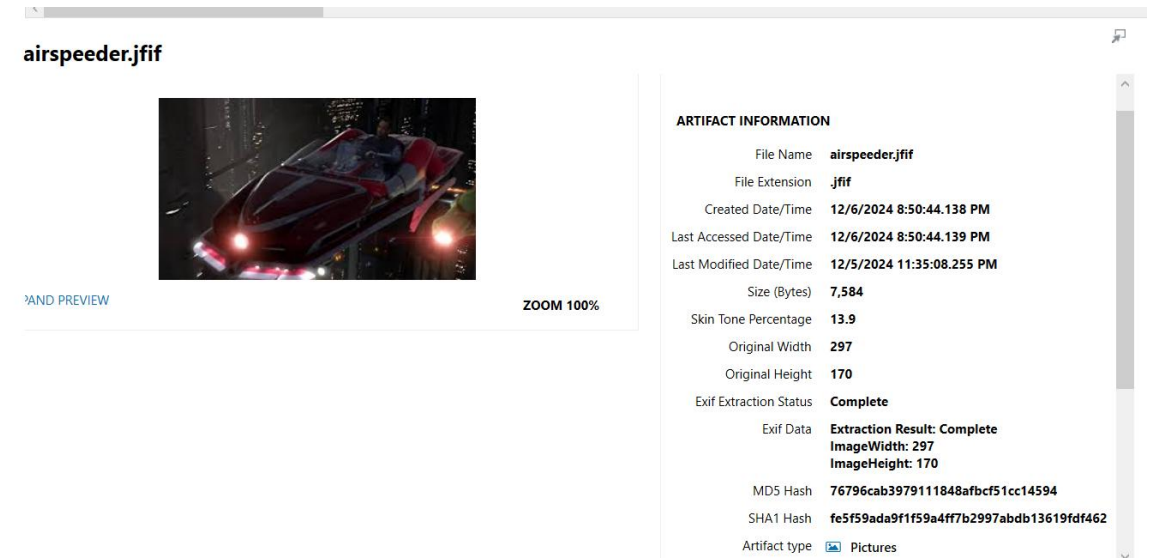 airspeeder.jfif
PAND PREVIEW
ZOOM 100%
ARTIFACT INFORMATION
File Name airspeeder.jfif
File Extension .jfif
Created Date/Time 12/6/2024 8:50:44.138 PM
Last Accessed Date/Time 12/6/2024 8:50:44.139 PM
Last Modified Date/Time 12/5/2024 11:35:08.255 PM
Size (Bytes) 7,584
Skin Tone Percentage 13.9
Original Width 297
Original Height 170
Exif Extraction Status Complete
Exif Data Extraction Result: Complete
ImageWidth: 297
ImageHeight: 170
MD5 Hash 76796cab3979111848afbcf51cc14594
SHA1 Hash fe5f59ada9f1f59a4ff7b2997abdb13619fdf462
Artifact type Pictures